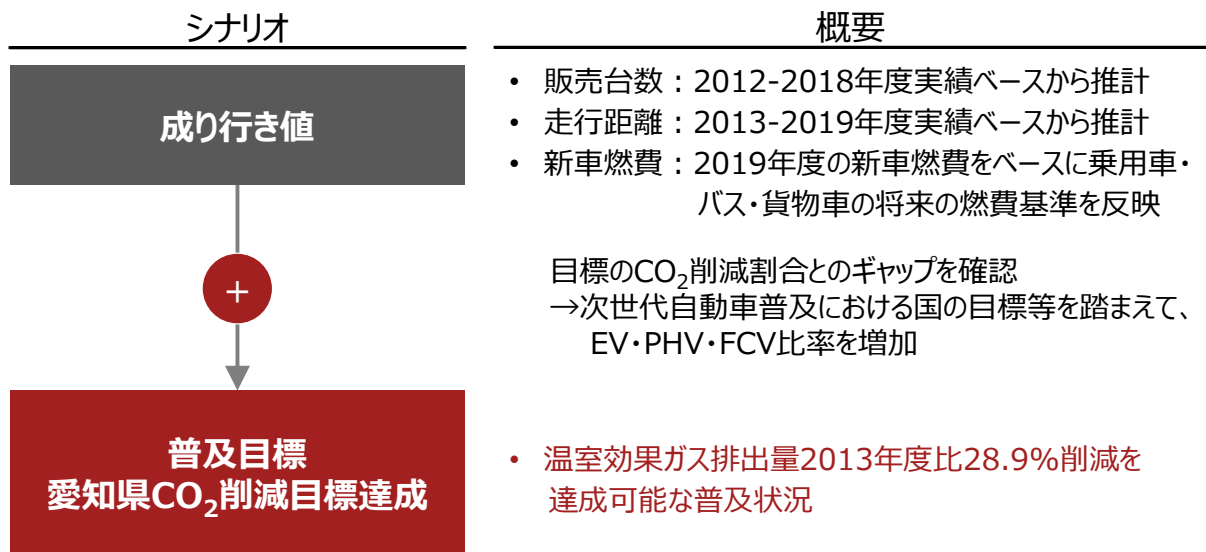 シナリオ
概要
成り行き値
• 販売台数：2012-2018年度実績ベースから推計
• 走行距離：2013-2019年度実績ベースから推計
• 新車燃費：2019年度の新車燃費をベースに乗用車・
バス・貨物車の将来の燃費基準を反映
+
目標のCO₂削減割合とのギャップを確認
→次世代自動車普及における国の目標等を踏まえて、
EV・PHV・FCV比率を増加
普及目標
愛知県CO₂削減目標達成
• 温室効果ガス排出量2013年度比28.9%削減を
達成可能な普及状況